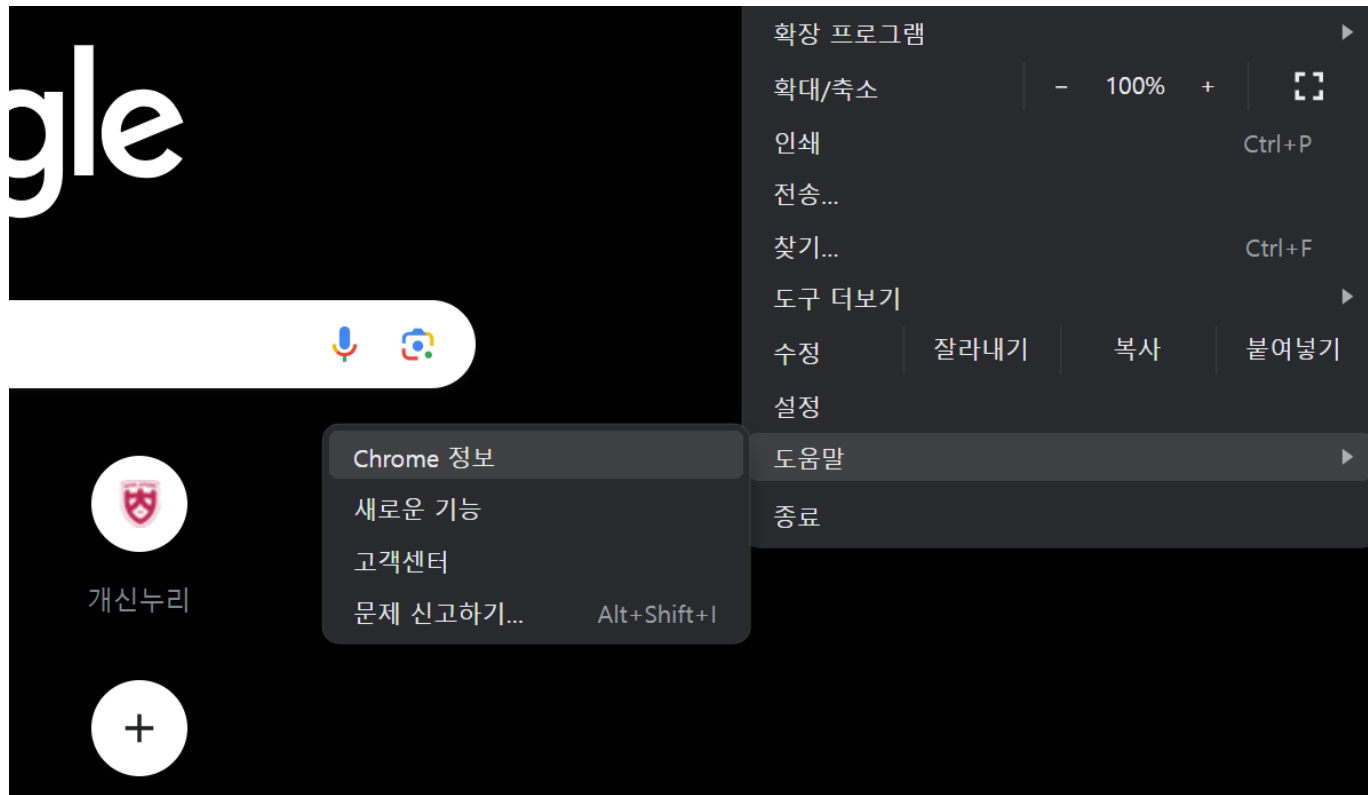 gle
확장 프로그램
확대/축소 - 100% +
인쇄 Ctrl+P
전송...
찾기... Ctrl+F
도구 더보기
수정 잘라내기 복사 붙여넣기
설정
도움말
종료
Chrome 정보
새로운 기능
고객센터
문제 신고하기... Alt+Shift+I
개신누리